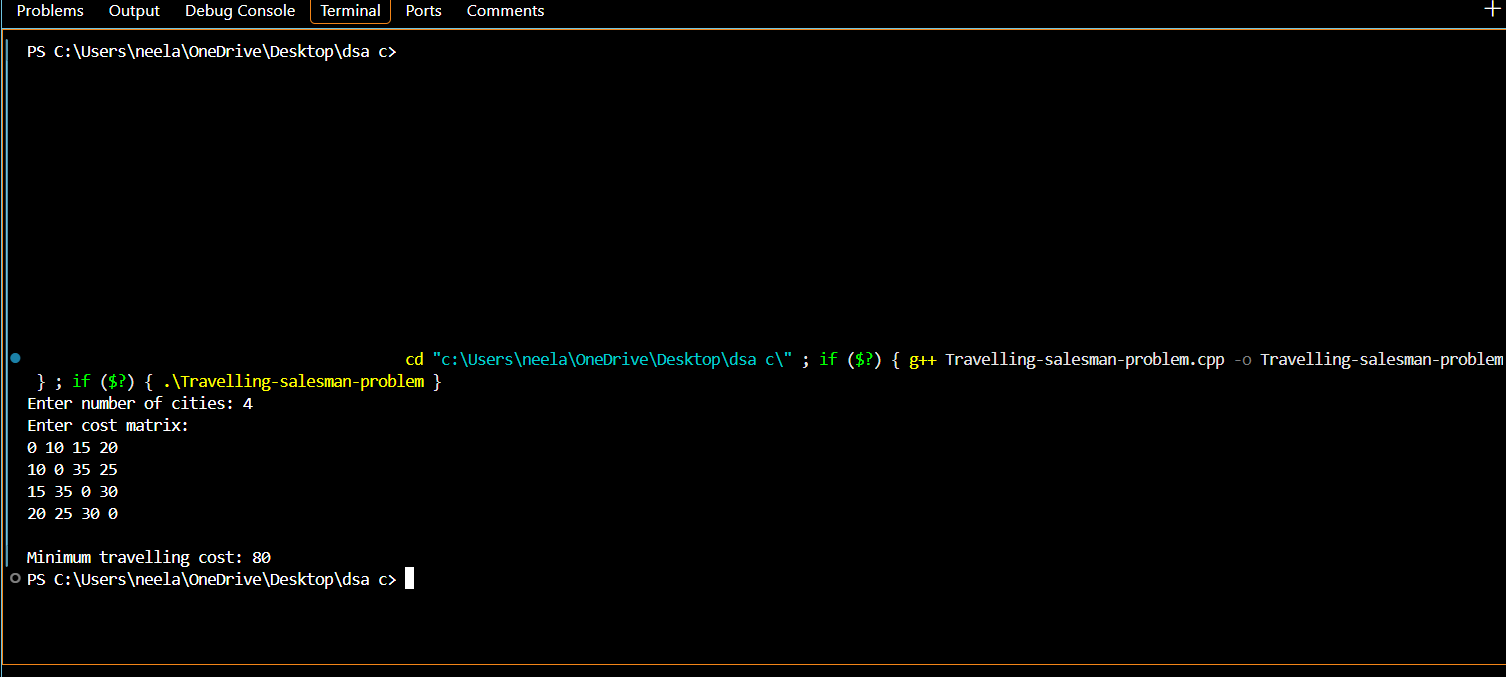 Problems Output Debug Console Terminal Ports Comments
PS C:\Users\neela\OneDrive\Desktop\dsa c>
cd "c:\Users\neela\OneDrive\Desktop\dsa c\" ; if ($?) { g++ Travelling-salesman-problem.cpp -o Travelling-salesman-problem
} ; if ($?) { .\Travelling-salesman-problem }
Enter number of cities: 4
Enter cost matrix:
0 10 15 20
10 0 35 25
15 35 0 30
20 25 30 0
Minimum travelling cost: 80
PS C:\Users\neela\OneDrive\Desktop\dsa c>